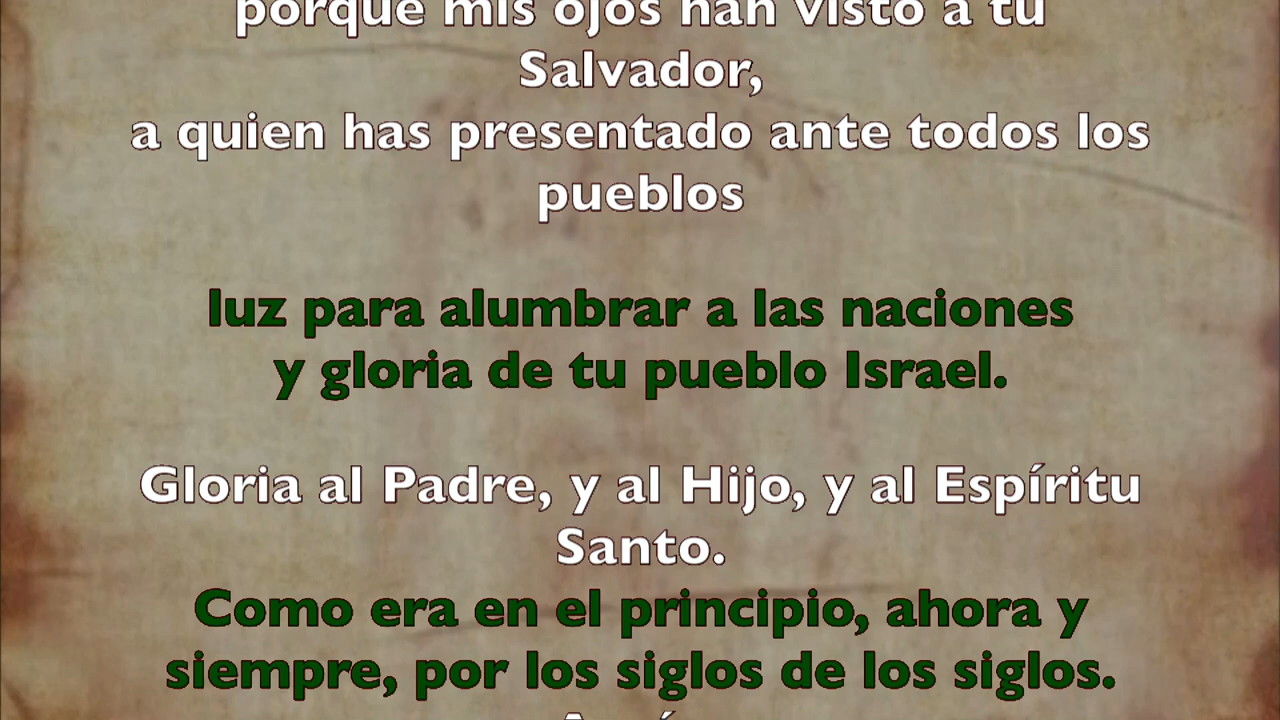 porque mis ojos han visto a tu
Salvador,
a quien has presentado ante todos los
pueblos
luz para alumbrar a las naciones
y gloria de tu pueblo Israel.
Gloria al Padre, y al Hijo, y al Espíritu
Santo.
Como era en el principio, ahora y
siempre, por los siglos de los siglos.